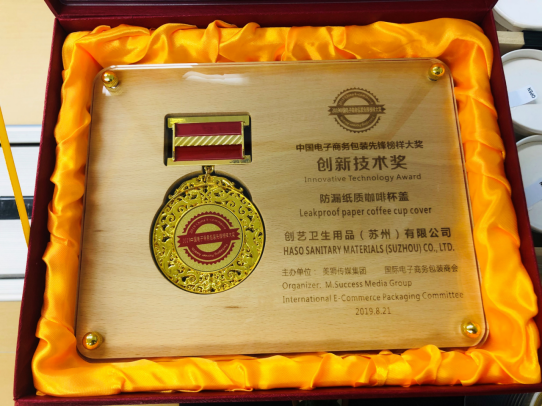 中国电子商务包装先锋榜样大奖
创新技术奖
Innovative Technology Award
防漏纸质咖啡杯盖
Leakproof paper coffee cup cover
创艺卫生用品（苏州）有限公司
HASO SANITARY MATERIALS (SUZHOU) CO., LTD.
主办单位：美狮传媒集团 国际电子商务包装商会
Organizer, M.Success Media Group
International E-Commerce Packaging Committee
2019.8.21